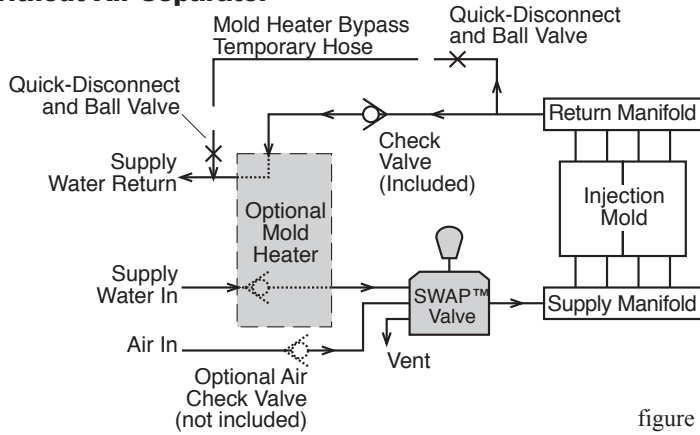 Without Air Separator
Mold Heater Bypass
Temporary Hose
Quick-Disconnect
and Ball Valve
Quick-Disconnect
and Ball Valve
Return Manifold
Check
Valve
(Included)
Supply
Water Return
Injection
Mold
Optional
Mold
Heater
Supply
Water In
SWAP™
Valve
Supply Manifold
Air In
Vent
Optional Air
Check Valve
(not included)
figure